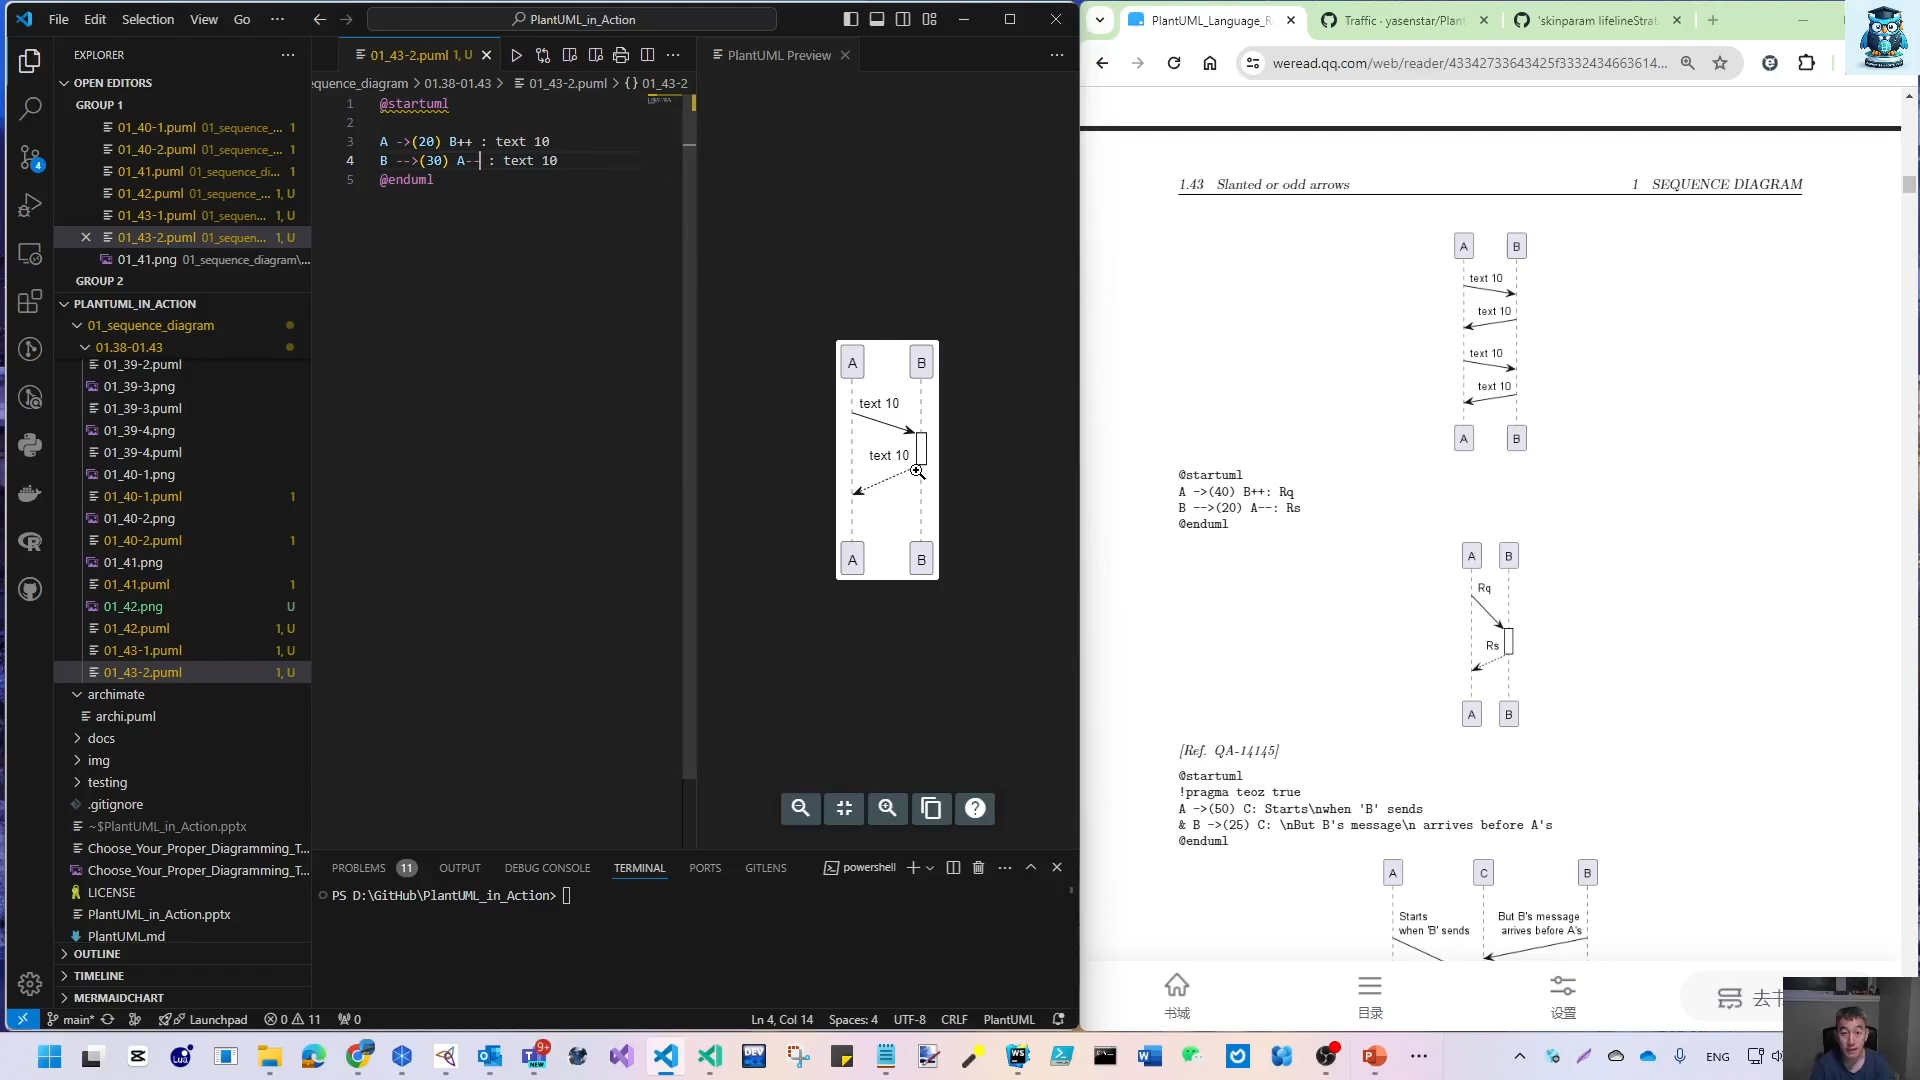 File Edit Selection View Go ··· PlantUML_in_Action
EXPLORER
OPEN EDITORS
GROUP 1
01_40-1.puml 01_sequence_... 1
01_40-2.puml 01_sequence_... 1
01_41.puml 01_sequence_di... 1
01_42.puml 01_sequence_... 1, U
01_43-1.puml 01_sequen... 1, U
01_43-2.puml 01_sequen... 1, U
01_41.png 01_sequence_diagram\...
GROUP 2
PLANTUML_IN_ACTION
01_sequence_diagram
01.38-01.43
01_39-2.puml
01_39-3.png
01_39-3.puml
01_39-4.png
01_39-4.puml
01_40-1.png
01_40-1.puml 1
01_40-2.png
01_40-2.puml 1
01_41.png
01_41.puml 1
01_42.png U
01_42.puml 1, U
01_43-1.puml 1, U
01_43-2.puml 1, U
archimate
archi.puml
docs
img
testing
.gitignore
~$PlantUML_in_Action.pptx
Choose_Your_Proper_Diagramming_T...
Choose_Your_Proper_Diagramming_T...
LICENSE
PlantUML_in_Action.pptx
PlantUML.md
OUTLINE
TIMELINE
MERMAIDCHART
4
01_43-2.puml 1, U
equence_diagram > 01.38-01.43 > 01_43-2.puml > {} 01_43-2
1 @startuml
2
3 A ->(20) B++ : text 10
4 B -->(30) A-- : text 10
5 @enduml
PlantUML Preview
A B
text 10
text 10
A B
PROBLEMS 11 OUTPUT DEBUG CONSOLE TERMINAL PORTS GITLENS powershell
PS D:\GitHub\PlantUML_in_Action>
main* Launchpad 0 11 0 Ln 4, Col 14 Spaces: 4 UTF-8 CRLF PlantUML
PlantUML_Language_R
Traffic · yasenstar/Plant
'skinparam lifelineStrat
weread.qq.com/web/reader/43342733643425f3332434663614...
1.43 Slanted or odd arrows 1 SEQUENCE DIAGRAM
A B
text 10
text 10
text 10
text 10
A B
@startuml
A ->(40) B++: Rq
B -->(20) A--: Rs
@enduml
A B
Rq
Rs
A B
[Ref. QA-14145]
@startuml
!pragma teoz true
A ->(50) C: Starts\nwhen 'B' sends
& B ->(25) C: \nBut B's message\n arrives before A's
@enduml
A C B
Starts
when 'B' sends
But B's message
arrives before A's
书城 目录 设置
9+
NEW
DEV
ENG